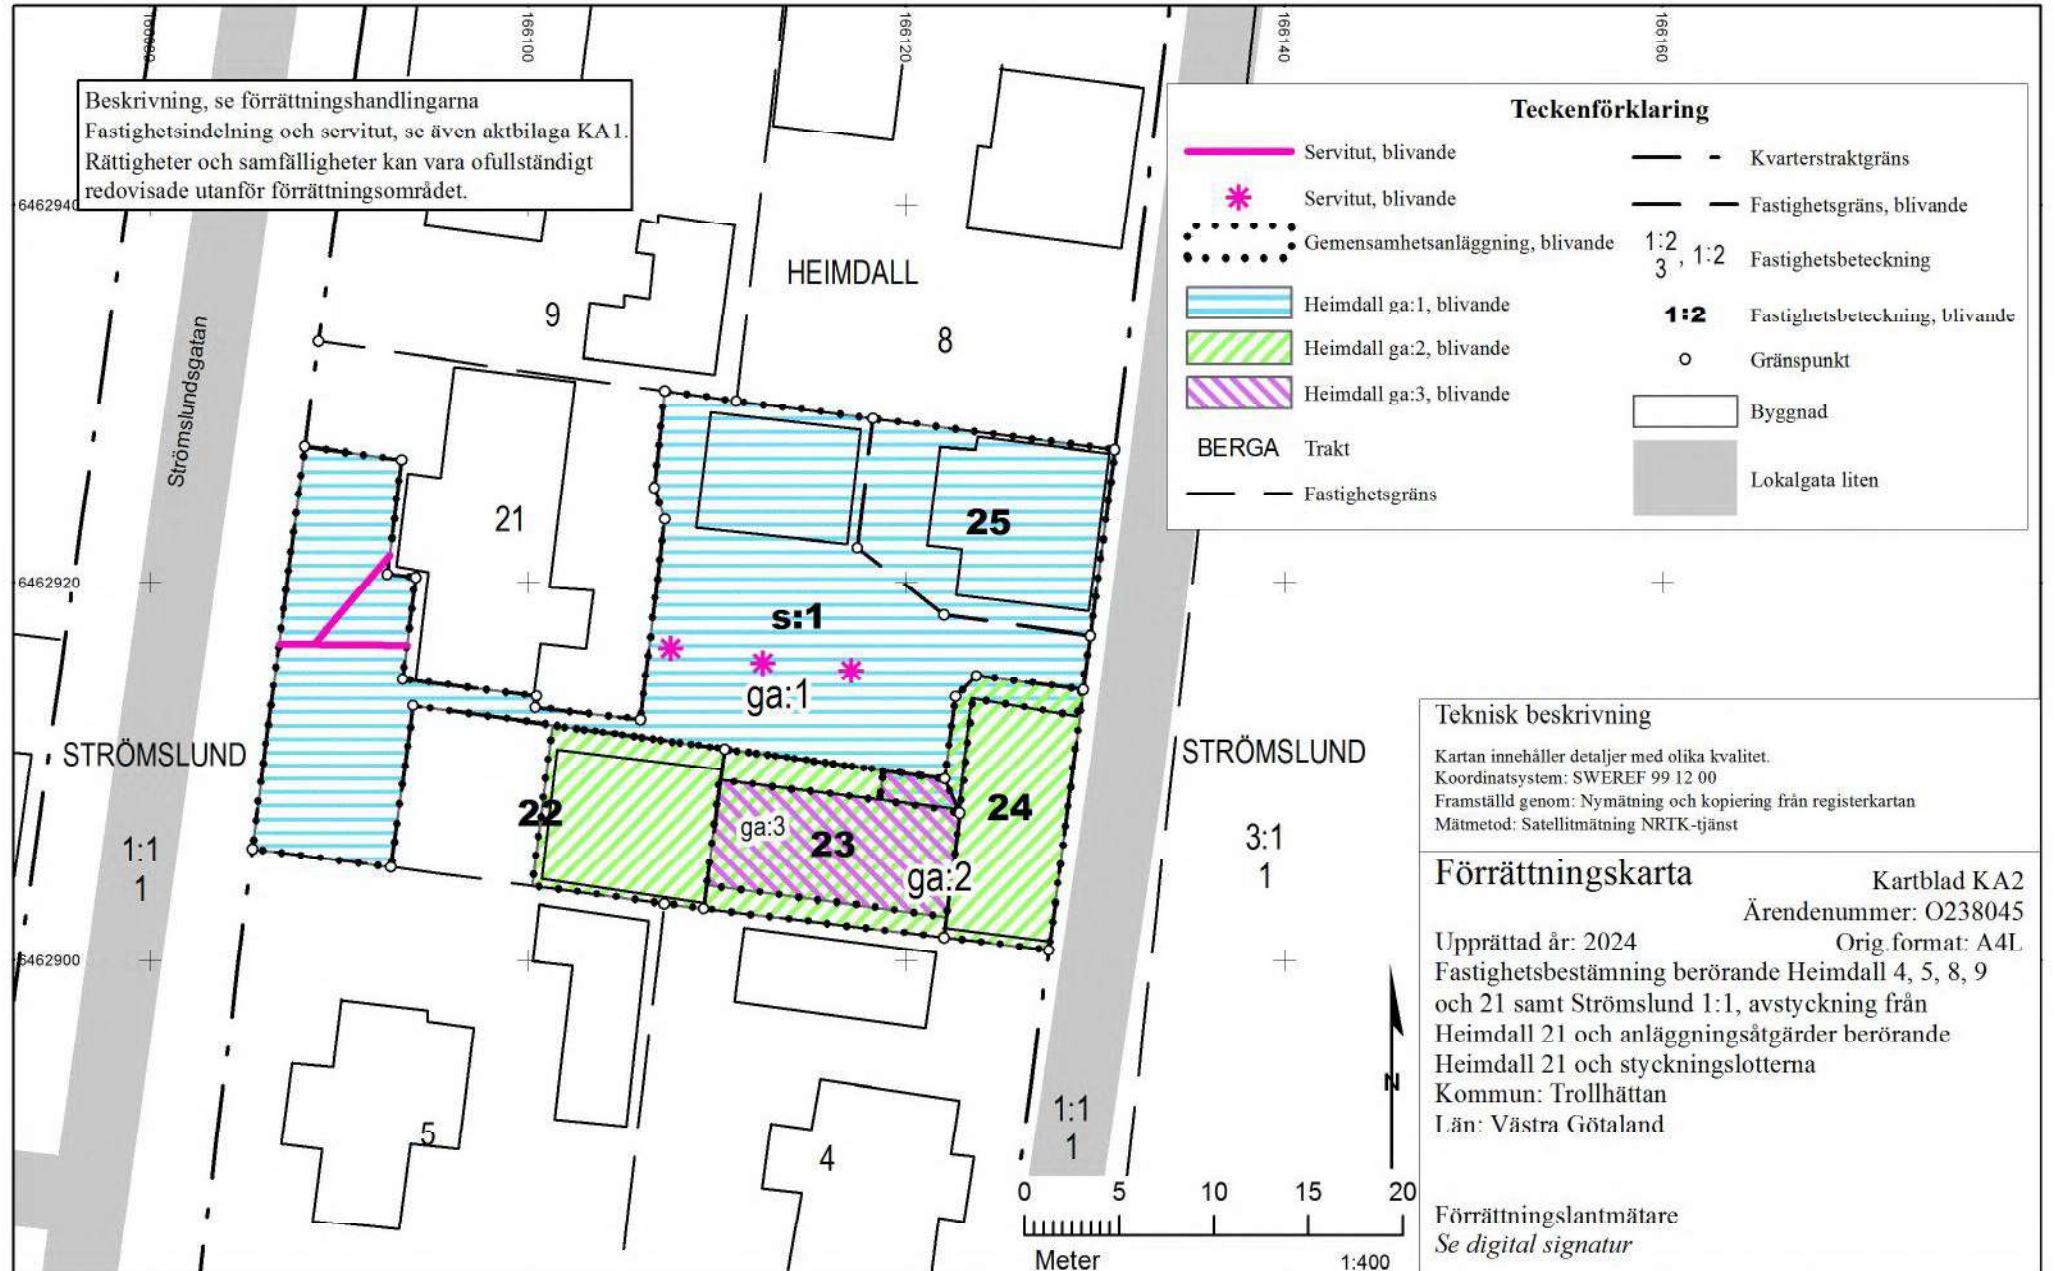 166080
166100
166120
166140
166160
Beskrivning, se förrättningshandlingarna
Fastighetsindelning och servitut, se även aktbilaga KA1.
Rättigheter och samfälligheter kan vara ofullständigt
redovisade utanför förrättningsområdet.
Teckenförklaring
Servitut, blivande
Servitut, blivande
Gemensamhetsanläggning, blivande
Heimdall ga:1, blivande
Heimdall ga:2, blivande
Heimdall ga:3, blivande
BERGA Trakt
Fastighetsgräns
Kvarterstraktgräns
Fastighetsgräns, blivande
1:2
3 , 1:2 Fastighetsbeteckning
1:2 Fastighetsbeteckning, blivande
Gränspunkt
Byggnad
Lokalgata liten
6462940
HEIMDALL
9
8
Strömslundsgatan
21
25
6462920
s:1
ga:1
STRÖMSLUND
STRÖMSLUND
22
24
ga:3
23
ga:2
1:1
1
3:1
1
6462900
5
4
1:1
1
0 5 10 15 20
Meter 1:400
N
Teknisk beskrivning
Kartan innehåller detaljer med olika kvalitet.
Koordinatsystem: SWEREF 99 12 00
Framställd genom: Nymätning och kopiering från registerkartan
Mätmetod: Satellitmätning NRTK-tjänst
Förrättningskarta
Kartblad KA2
Ärendenummer: O238045
Upprättad år: 2024 Orig.format: A4L
Fastighetsbestämning berörande Heimdall 4, 5, 8, 9
och 21 samt Strömslund 1:1, avstyckning från
Heimdall 21 och anläggningsåtgärder berörande
Heimdall 21 och styckningslotterna
Kommun: Trollhättan
Län: Västra Götaland
Förrättningslantmätare
Se digital signatur